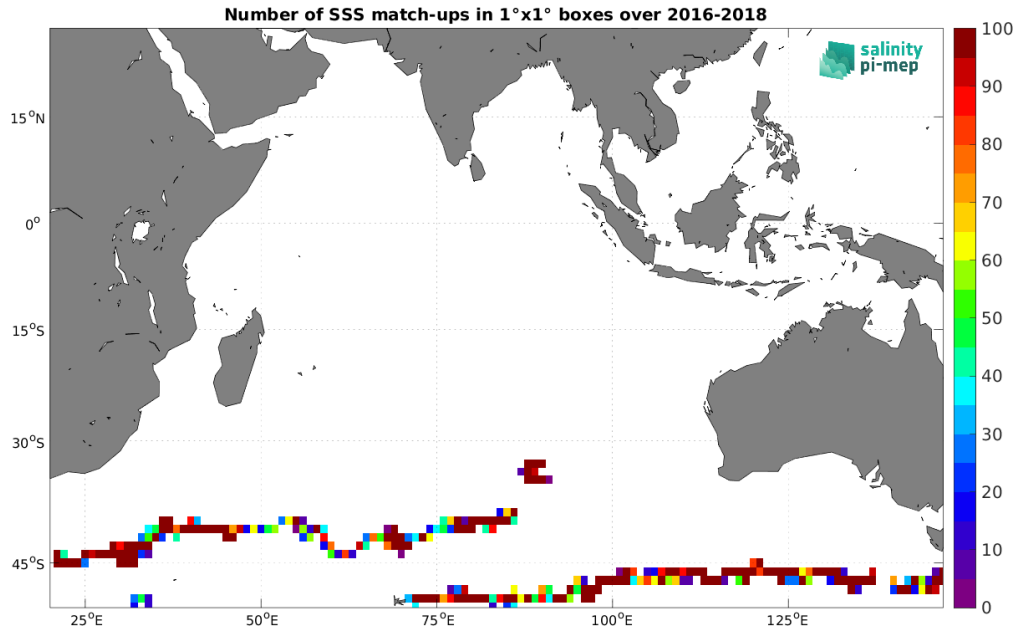 Number of SSS match-ups in 1°x1° boxes over 2016-2018
salinity
pi-mep
15°N
0°
15°S
30°S
45°S
25°E
50°E
75°E
100°E
125°E
100
90
80
70
60
50
40
30
20
10
0